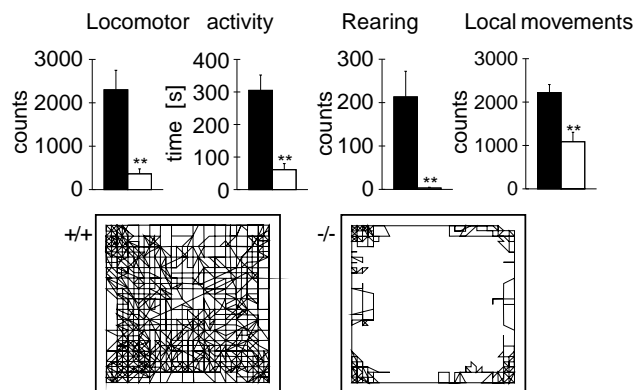 Locomotor activity Rearing Local movements
counts 3000 2000 1000 0 **
time [s] 400 300 200 100 0 **
counts 300 200 100 0 **
counts 3000 2000 1000 0 **
+/+ -/-